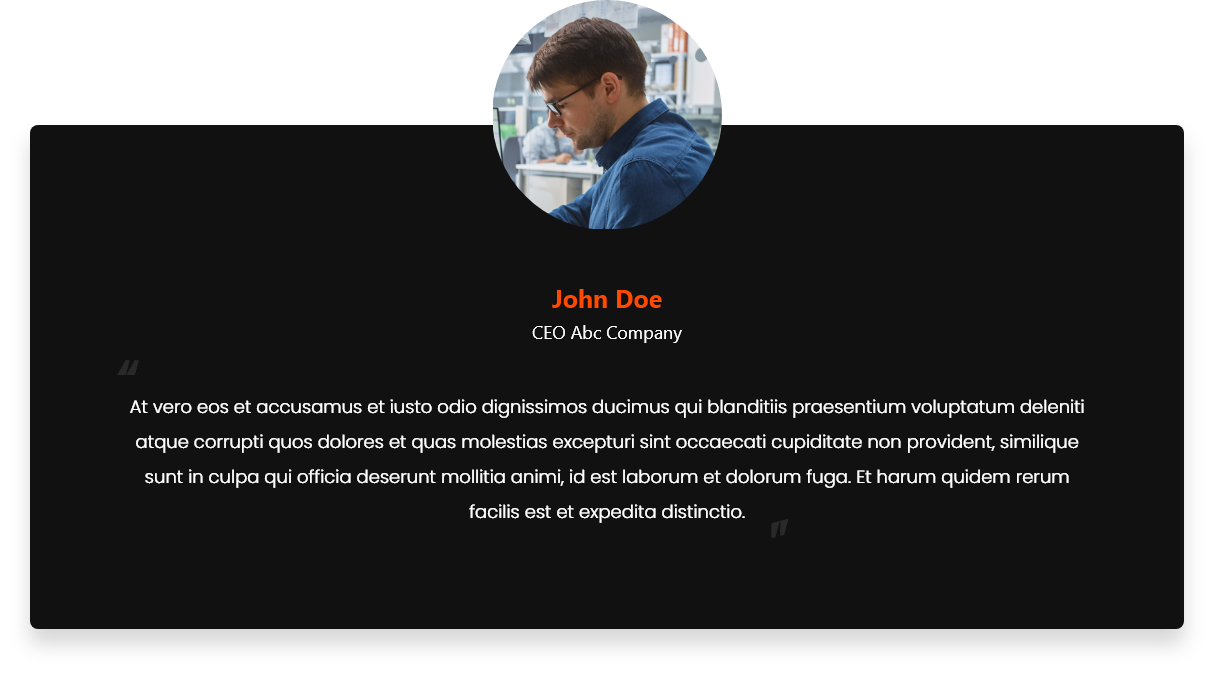 John Doe
CEO Abc Company
“
At vero eos et accusamus et iusto odio dignissimos ducimus qui blanditiis praesentium voluptatum deleniti
atque corrupti quos dolores et quas molestias excepturi sint occaecati cupiditate non provident, similique
sunt in culpa qui officia deserunt mollitia animi, id est laborum et dolorum fuga. Et harum quidem rerum
facilis est et expedita distinctio.
”